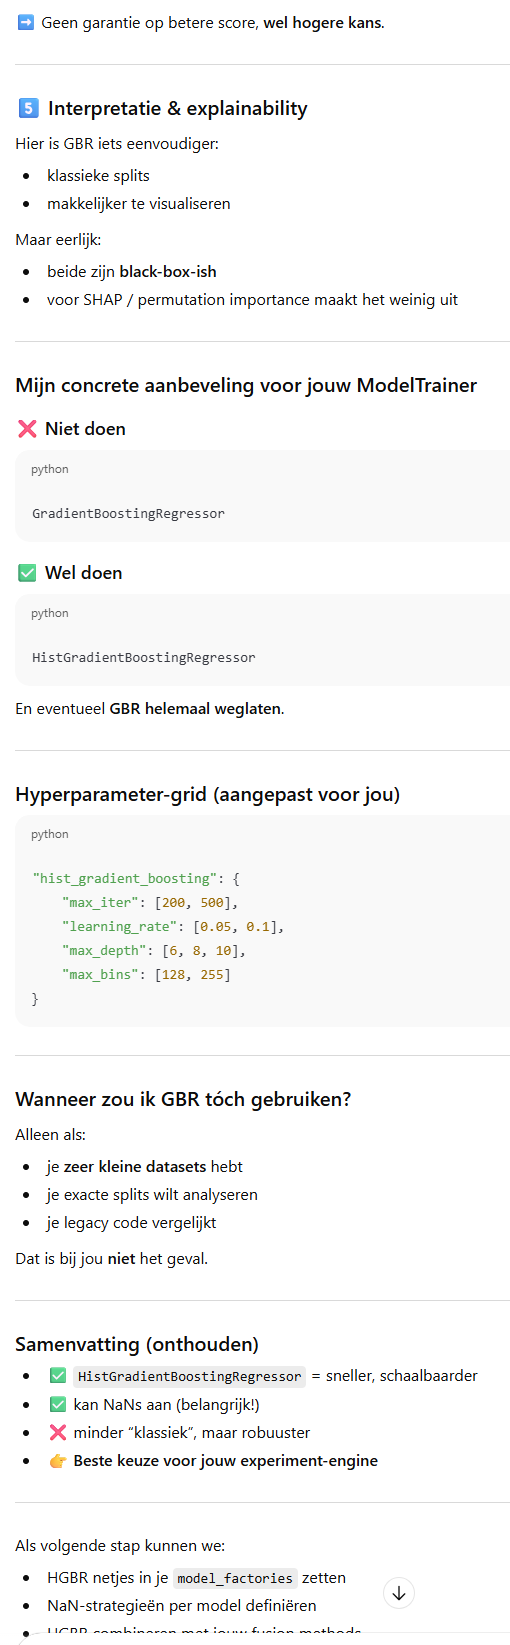 ➡️ Geen garantie op betere score, wel hogere kans.
5️⃣ Interpretatie & explainability
Hier is GBR iets eenvoudiger:
• klassieke splits
• makkelijker te visualiseren
Maar eerlijk:
• beide zijn black-box-ish
• voor SHAP / permutation importance maakt het weinig uit
Mijn concrete aanbeveling voor jouw ModelTrainer
❌ Niet doen
python
GradientBoostingRegressor
✅ Wel doen
python
HistGradientBoostingRegressor
En eventueel GBR helemaal weglaten.
Hyperparameter-grid (aangepast voor jou)
python
"hist_gradient_boosting": {
    "max_iter": [200, 500],
    "learning_rate": [0.05, 0.1],
    "max_depth": [6, 8, 10],
    "max_bins": [128, 255]
}
Wanneer zou ik GBR tóch gebruiken?
Alleen als:
• je zeer kleine datasets hebt
• je exacte splits wilt analyseren
• je legacy code vergelijkt
Dat is bij jou niet het geval.
Samenvatting (onthouden)
• ✅ HistGradientBoostingRegressor = sneller, schaalbaarder
• ✅ kan NaNs aan (belangrijk!)
• ❌ minder “klassiek”, maar robuuster
• 👉 Beste keuze voor jouw experiment-engine
Als volgende stap kunnen we:
• HGBR netjes in je model_factories zetten
• NaN-strategieën per model definiëren
• HGBR combineren met jouw fusion methods